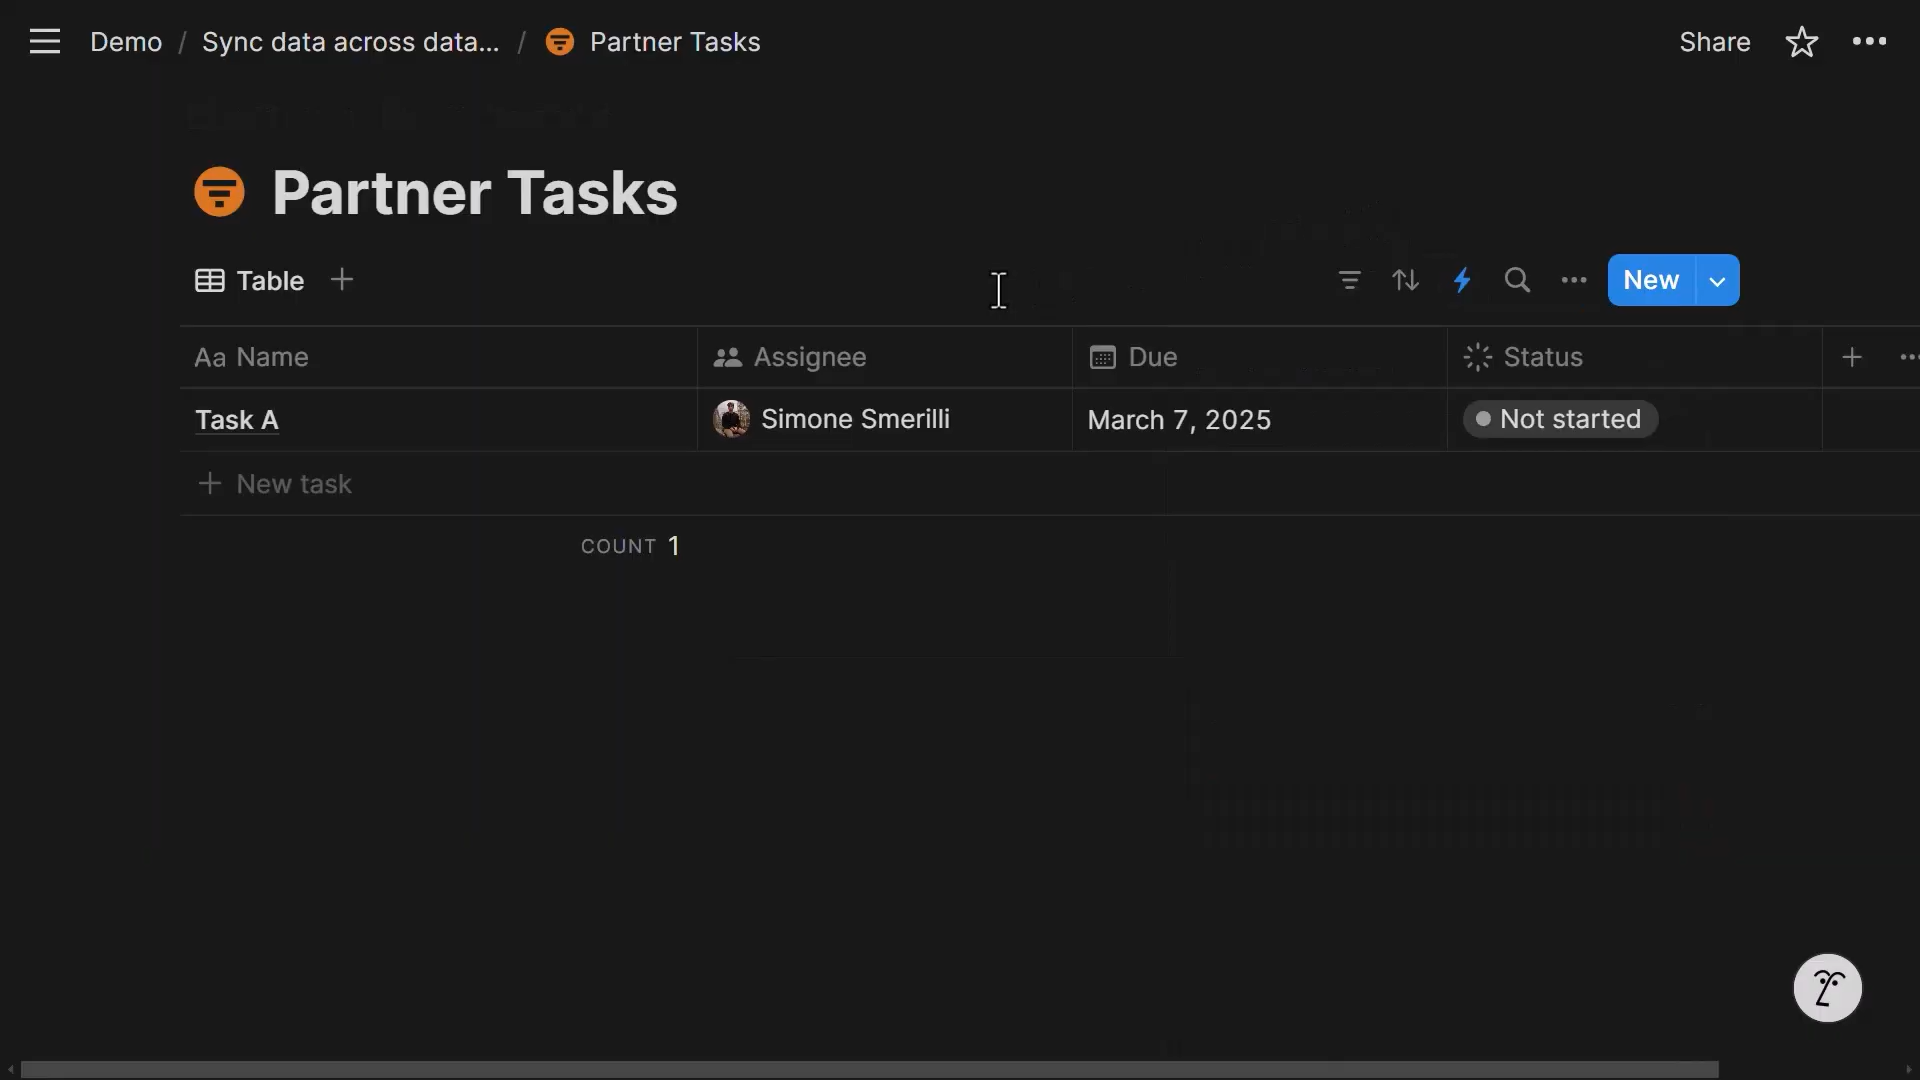 Demo / Sync data across data... / Partner Tasks
Share
Partner Tasks
Table
New
Aa Name Assignee Due Status
Task A Simone Smerilli March 7, 2025 Not started
New task
COUNT 1